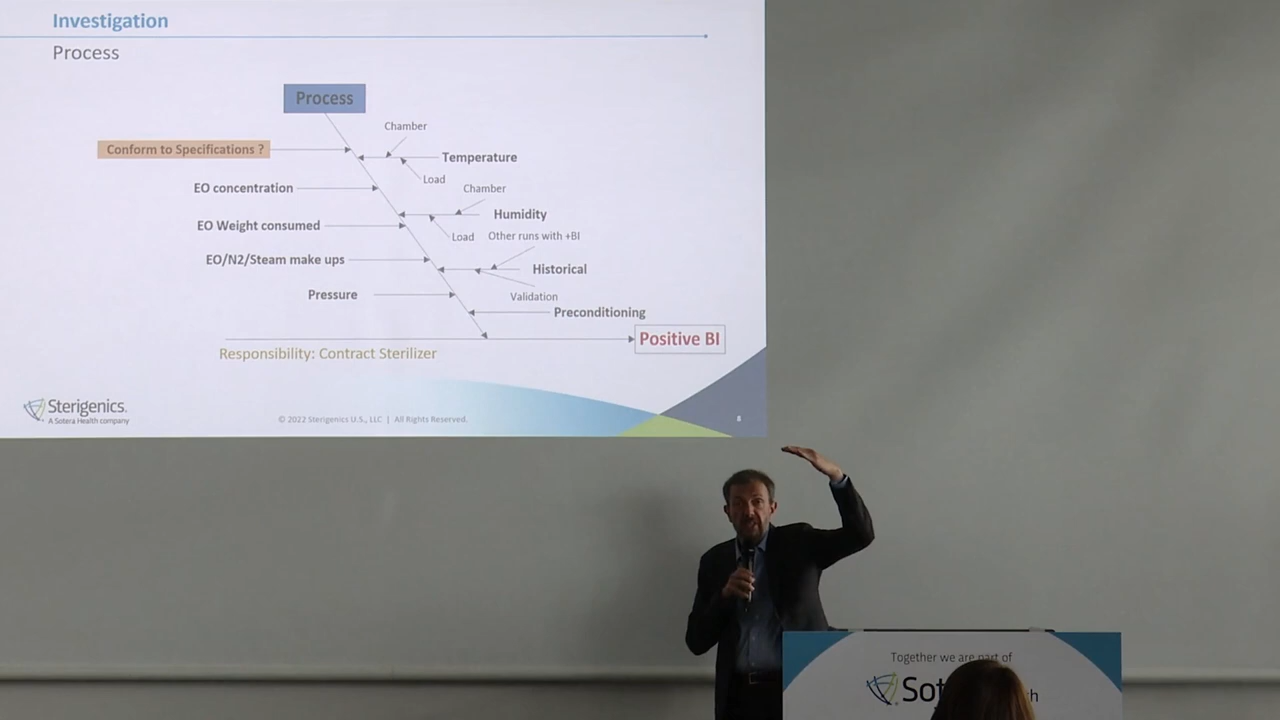 Investigation
Process
Process
Chamber
Conform to Specifications ?
Temperature
Load
EO concentration
Chamber
Humidity
EO Weight consumed
Load
Other runs with +BI
EO/N2/Steam make ups
Historical
Pressure
Validation
Preconditioning
Positive BI
Responsibility: Contract Sterilizer
Sterigenics.
A Sotera Health company
© 2022 Sterigenics U.S., LLC | All Rights Reserved.
8
Together we are part of
Sot